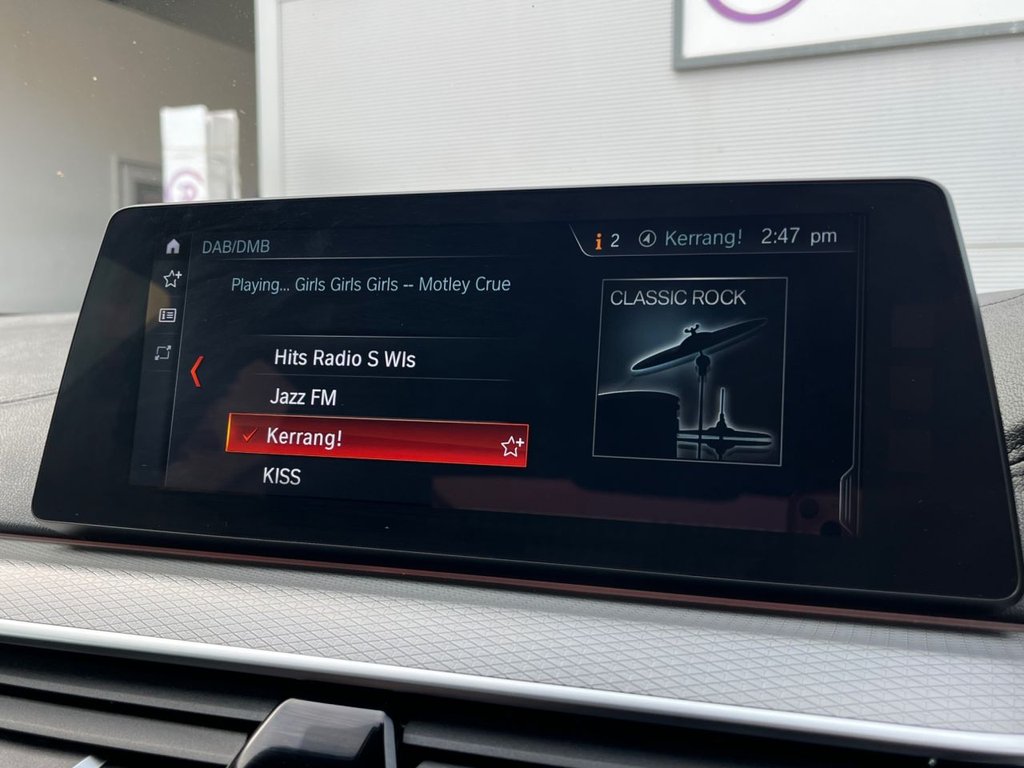 DAB/DMB
2 Kerrang! 2:47 pm
Playing... Girls Girls Girls -- Motley Crue
CLASSIC ROCK
Hits Radio S Wls
Jazz FM
Kerrang!
KISS